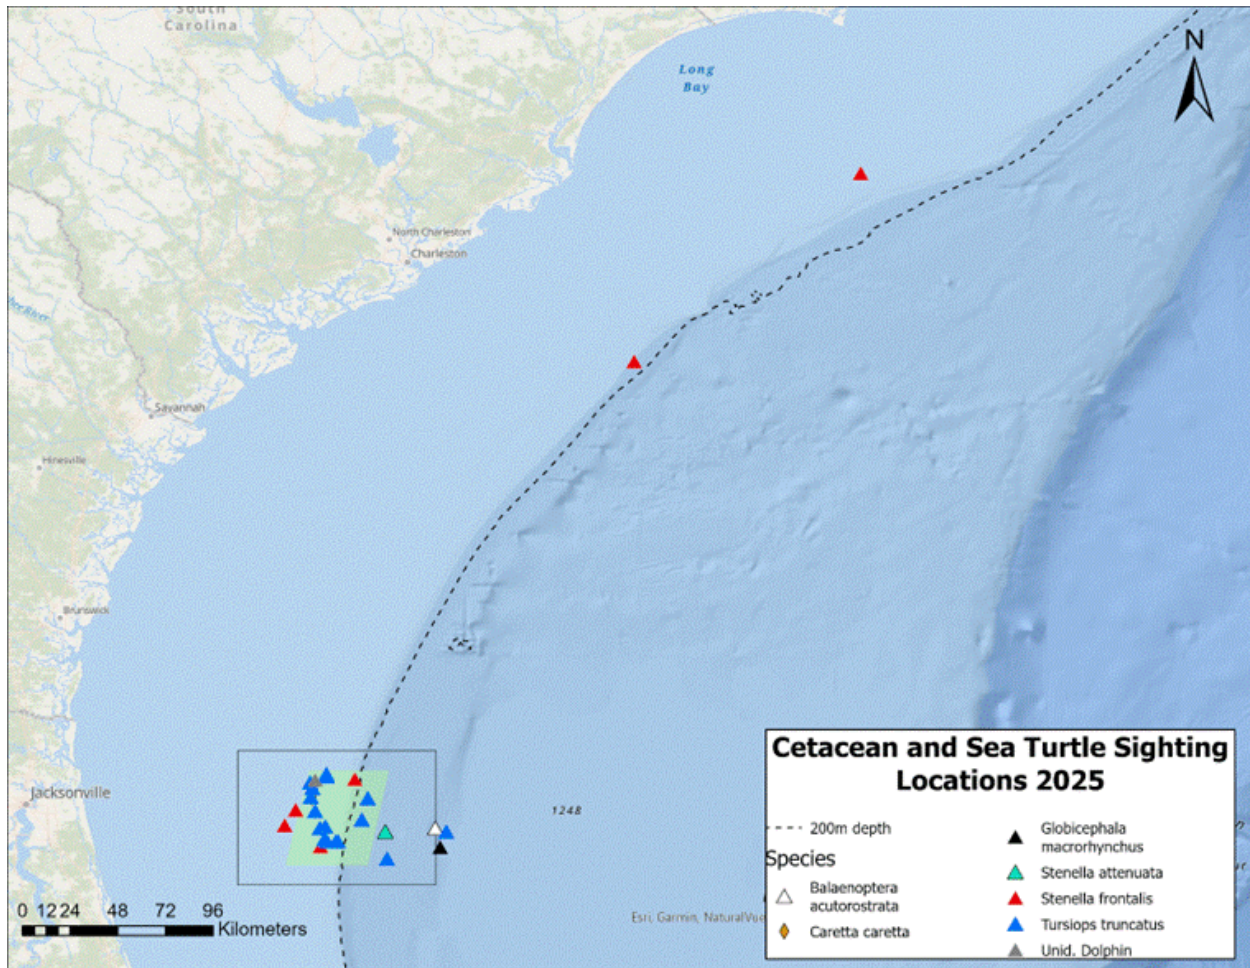 South
Carolina
Long
Bay
N
North Charleston
Charleston
River
Savannah
Hinesville
Brunswick
Jacksonville
1248
0 12 24 48 72 96
Kilometers
Esri, Garmin, NaturalVue
Cetacean and Sea Turtle Sighting
Locations 2025
200m depth
Species
Balaenoptera
acutorostrata
Caretta caretta
Globicephala
macrorhynchus
Stenella attenuata
Stenella frontalis
Tursiops truncatus
Unid. Dolphin